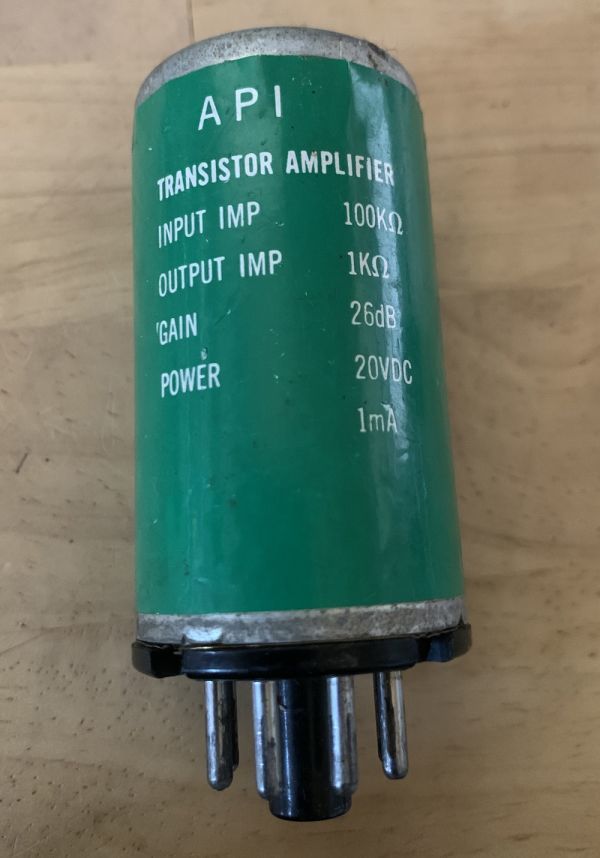 API
TRANSISTOR AMPLIFIER
INPUT IMP 100KΩ
OUTPUT IMP 1KΩ
GAIN 26dB
POWER 20VDC
1mA